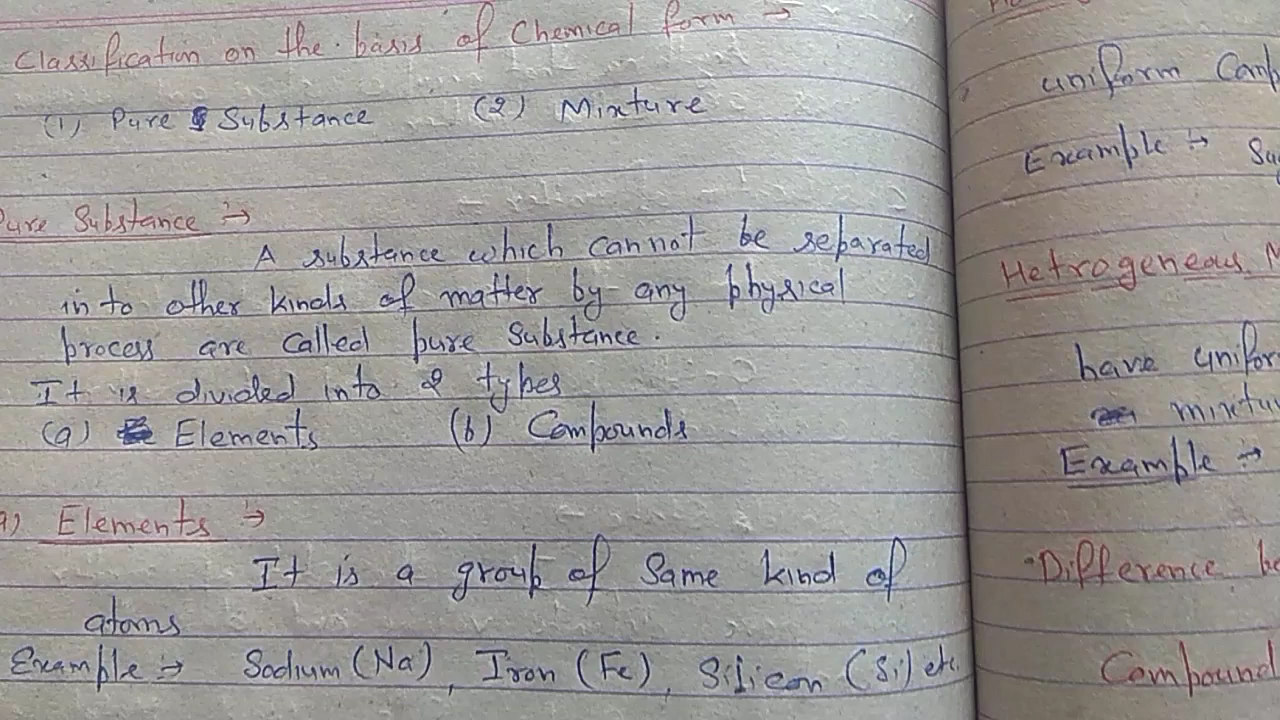 Classification on the basis of Chemical form →
(1) Pure Substance (2) Mixture
Pure Substance :→
A substance which cannot be separated
in to other kinds of matter by any physical
process are called pure Substance.
It is divided into 2 types
(a) Elements (b) Compounds
a) Elements :→
It is a group of Same kind of
atoms
Example :→ Sodium (Na), Iron (Fe), Silicon (Si) etc.
uniform
Example :→
Hetrogeneous
have
Example :→
Difference
Compound